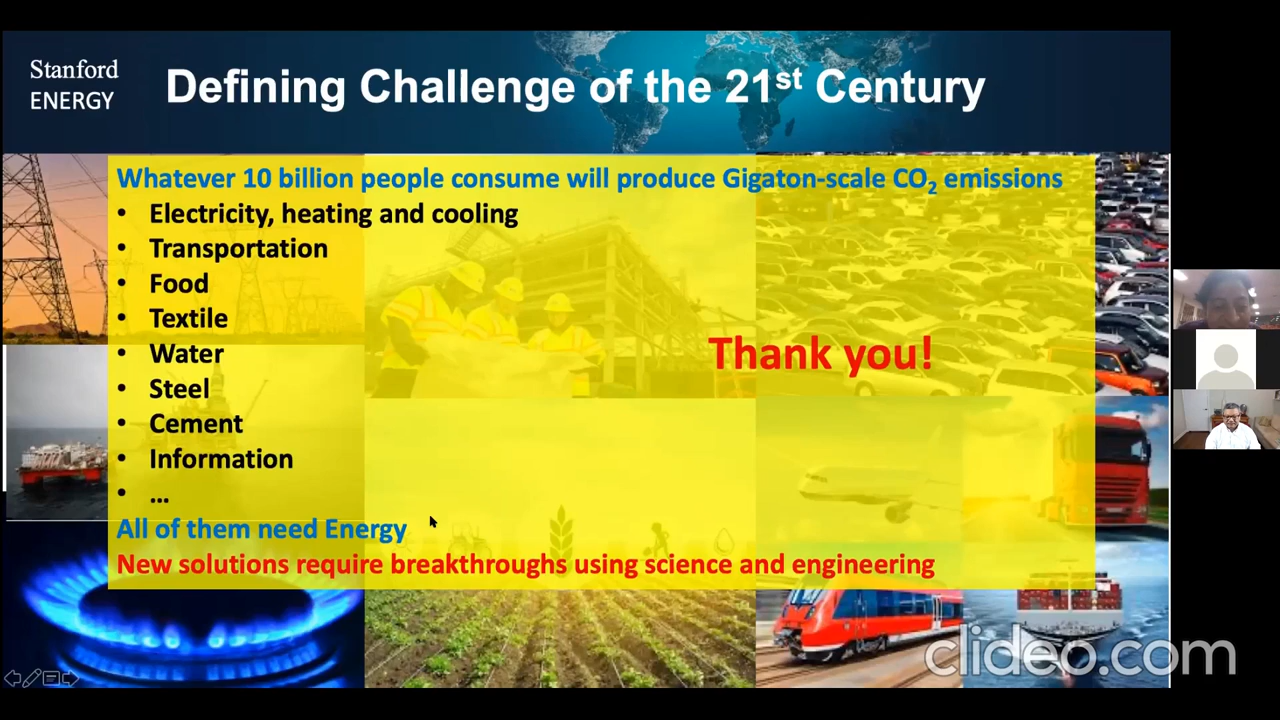 Stanford
ENERGY
Defining Challenge of the 21st Century
Whatever 10 billion people consume will produce Gigaton-scale CO2 emissions
• Electricity, heating and cooling
• Transportation
• Food
• Textile
• Water
• Steel
• Cement
• Information
• ...
Thank you!
All of them need Energy
New solutions require breakthroughs using science and engineering
clideo.com